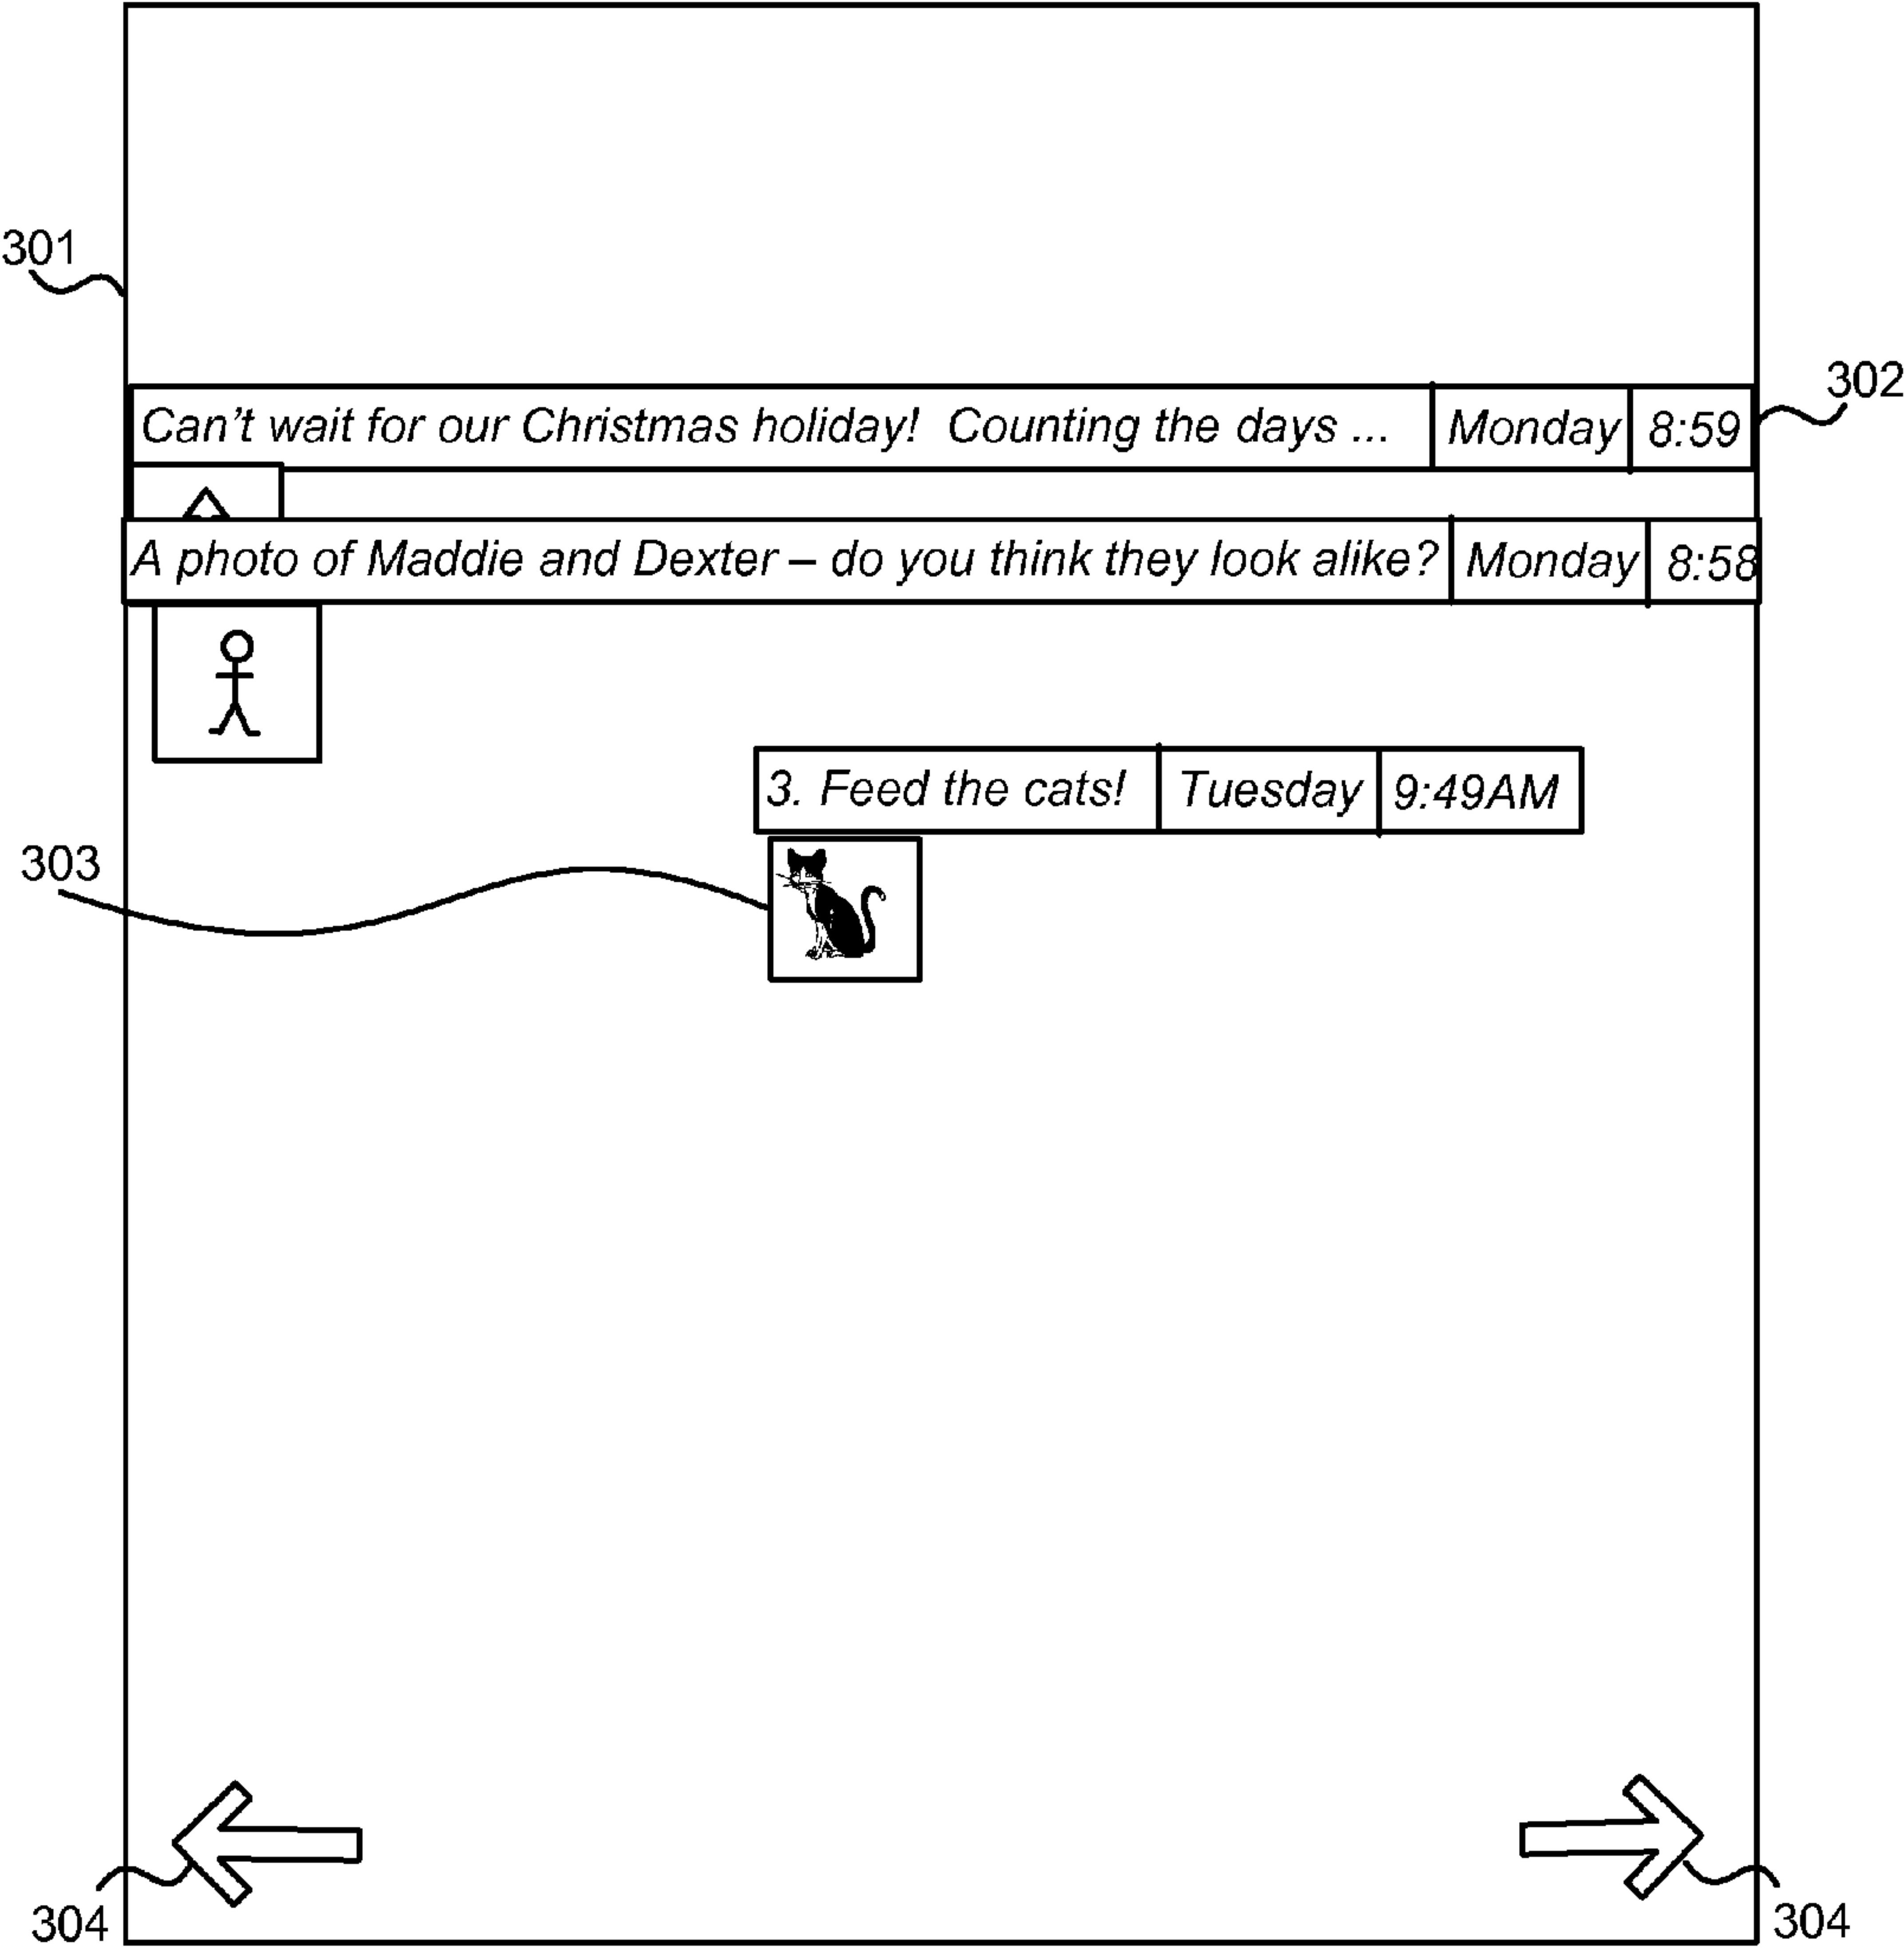 301
302
Can't wait for our Christmas holiday! Counting the days ... Monday 8:59
A photo of Maddie and Dexter – do you think they look alike? Monday 8:58
3. Feed the cats! Tuesday 9:49AM
303
304
304